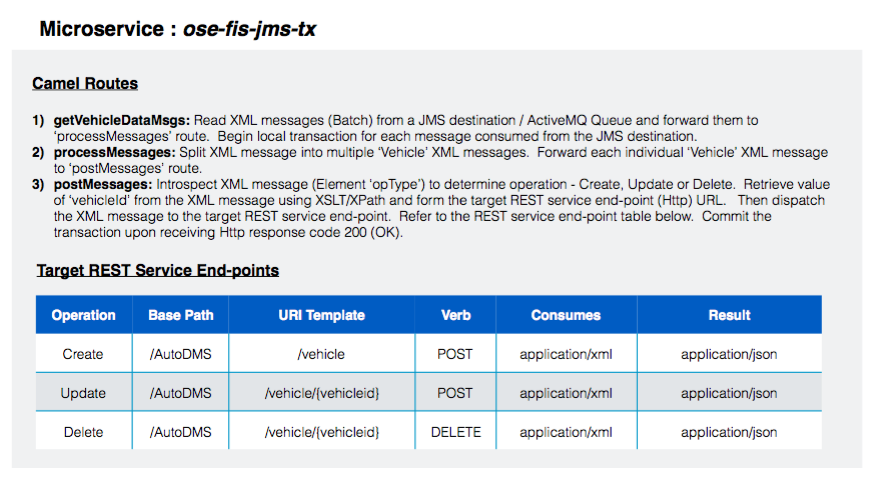 Microservice : ose-fis-jms-tx
Camel Routes
1) getVehicleDataMsgs: Read XML messages (Batch) from a JMS destination / ActiveMQ Queue and forward them to
‘processMessages’ route. Begin local transaction for each message consumed from the JMS destination.
2) processMessages: Split XML message into multiple ‘Vehicle’ XML messages. Forward each individual ‘Vehicle’ XML message
to ‘postMessages’ route.
3) postMessages: Introspect XML message (Element ‘opType’) to determine operation - Create, Update or Delete. Retrieve value
of ‘vehicleId’ from the XML message using XSLT/XPath and form the target REST service end-point (Http) URL. Then dispatch
the XML message to the target REST service end-point. Refer to the REST service end-point table below. Commit the
transaction upon receiving Http response code 200 (OK).
Target REST Service End-points
Operation Base Path URI Template Verb Consumes Result
Create /AutoDMS /vehicle POST application/xml application/json
Update /AutoDMS /vehicle/{vehicleid} POST application/xml application/json
Delete /AutoDMS /vehicle/{vehicleid} DELETE application/xml application/json